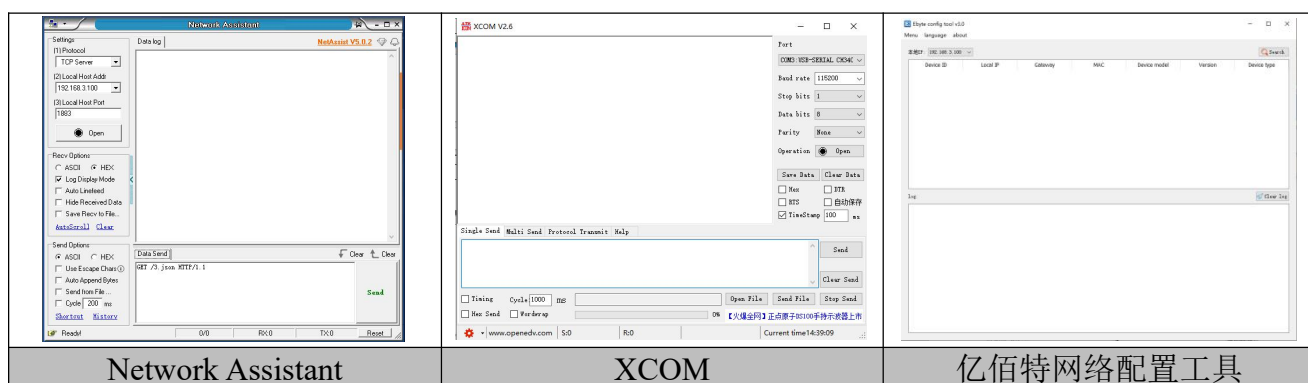 Network Assistant
Settings
(1) Protocol
TCP Server
(2) Local Host Addr
192.168.3.100
(3) Local Host Port
1883
Open
Recv Options
ASCII HEX
Log Display Mode
Auto Linefeed
Hide Received Data
Save Recv to File...
AutoScroll Clear
Send Options
ASCII HEX
Use Escape Chars
Auto Append Bytes
Send from File ...
Cycle 200 ms
Shortcut History
Data log
NetAssist V5.0.2
Data Send
Clear Clear
GET /3.json HTTP/1.1
Send
Ready!
0/0
RX:0
TX:0
Reset
XCOM V2.6
Port
COM3:USB-SERIAL CH340
Baud rate 115200
Stop bits 1
Data bits 8
Parity None
Operation Open
Save Data Clear Data
Hex DTR
RTS 自动保存
TimeStamp 100 ms
Single Send Multi Send Protocol Transmit Help
Send
Clear Send
Timing Cycle 1000 ms
Open File Send File Stop Send
Hex Send Wordwrap
0% 【火爆全网】正点原子DS100手持示波器上市
www.openedv.com S:0 R:0 Current time14:39:09
Ebyte config tool v3.0
Menu language about
192.168.3.100
Search
Device ID Local IP Gateway MAC Device model Version Device type
log
Clear Log
Network Assistant
XCOM
亿佰特网络配置工具